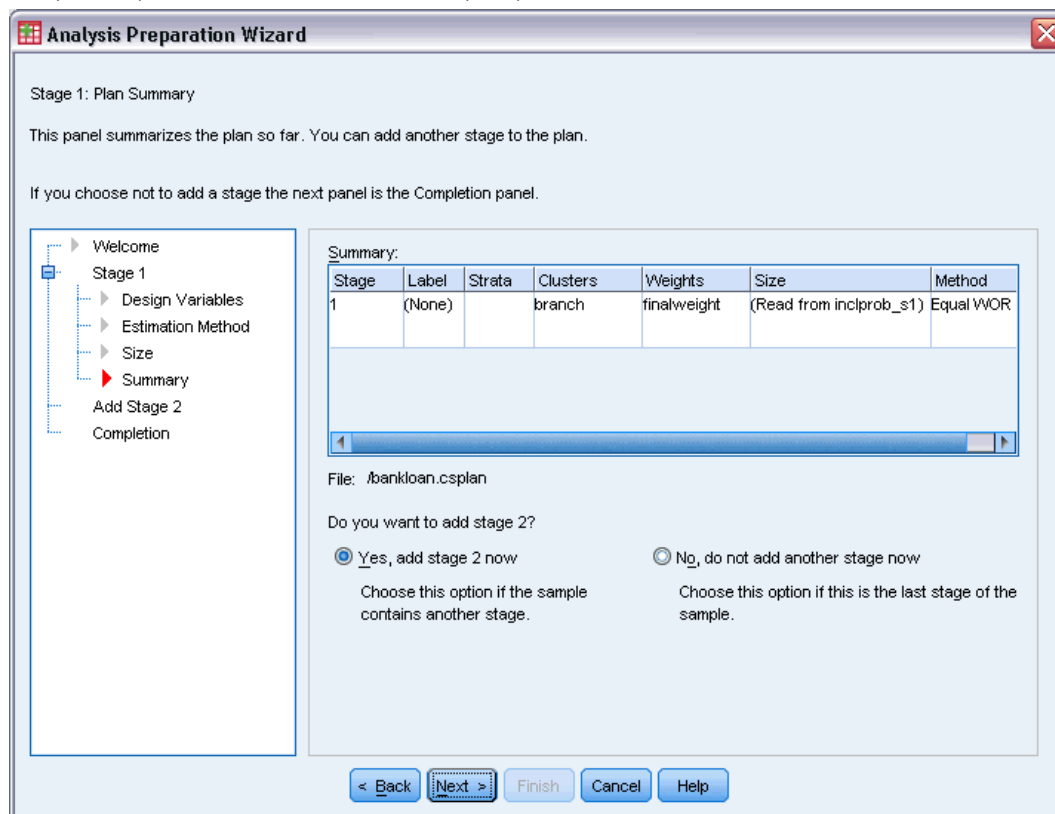 Analysis Preparation Wizard
Stage 1: Plan Summary
This panel summarizes the plan so far. You can add another stage to the plan.
If you choose not to add a stage the next panel is the Completion panel.
Welcome
Stage 1
Design Variables
Estimation Method
Size
Summary
Add Stage 2
Completion
Summary:
Stage Label Strata Clusters Weights Size Method
1 (None) branch finalweight (Read from inclprob_s1) Equal WOR
File: /bankloan.csplan
Do you want to add stage 2?
Yes, add stage 2 now
Choose this option if the sample
contains another stage.
No, do not add another stage now
Choose this option if this is the last stage of the
sample.
< Back Next > Finish Cancel Help